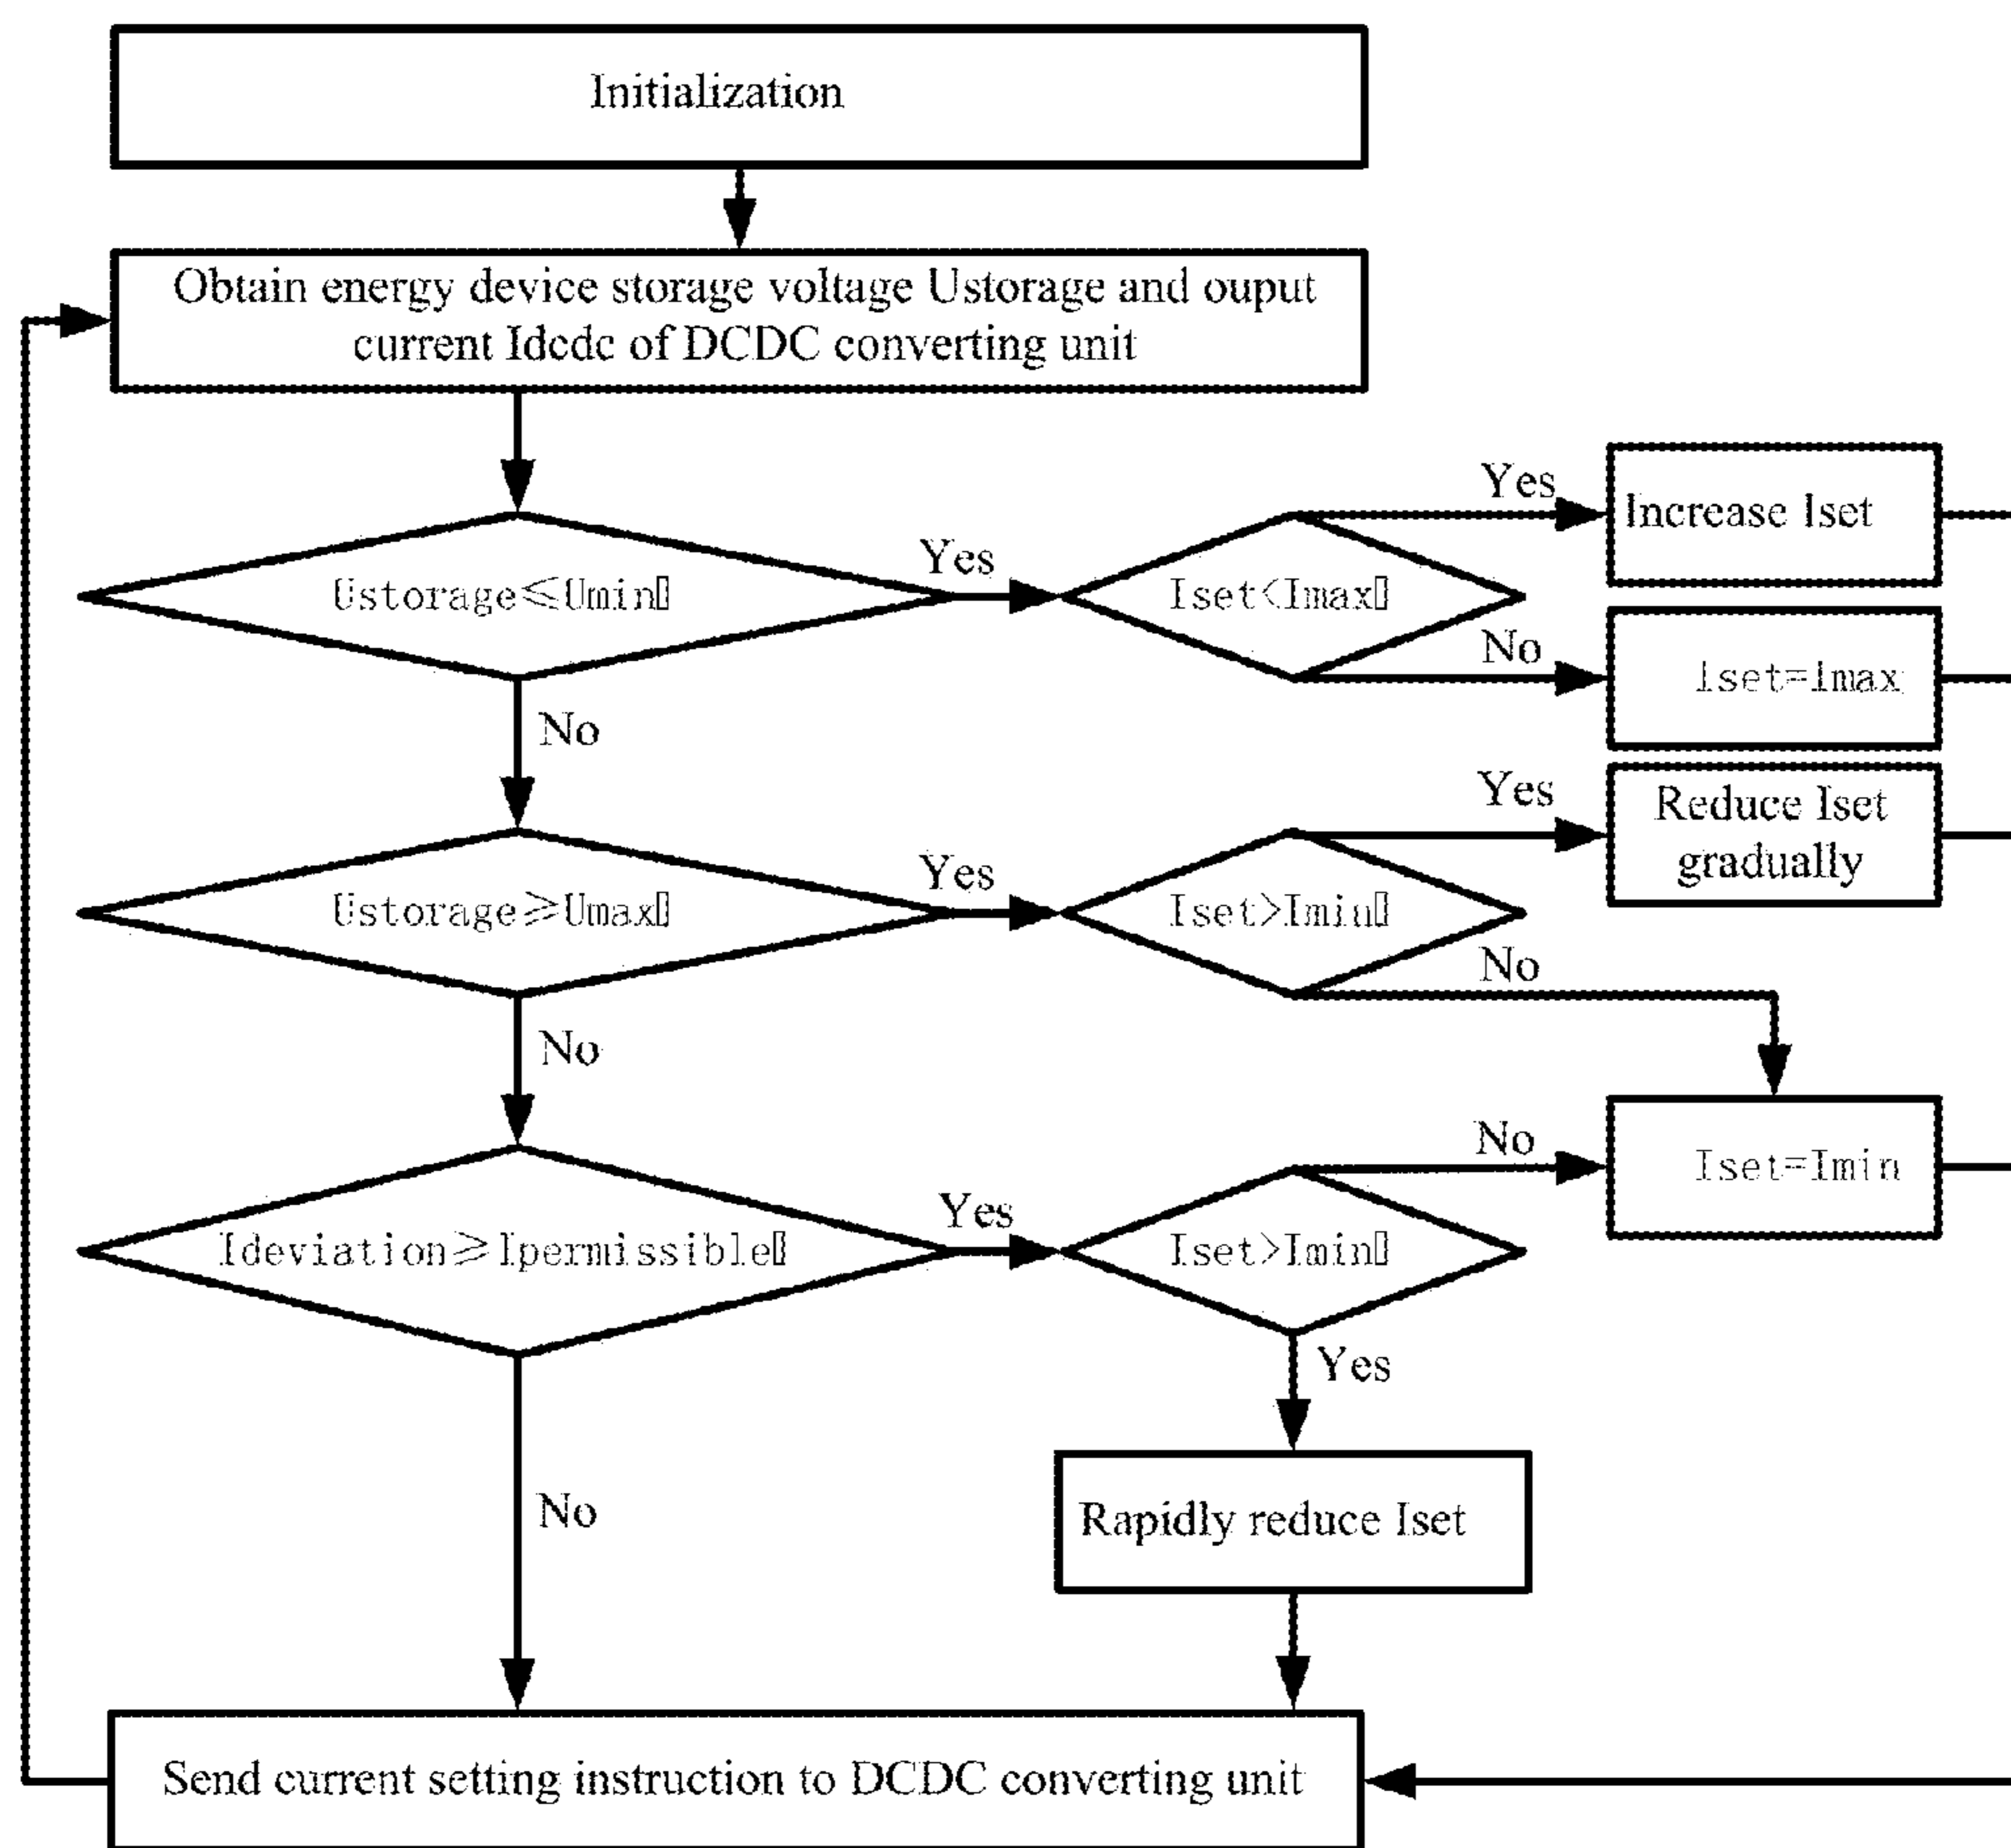 Initialization
Obtain energy device storage voltage Ustorage and ouput
current Idcdc of DCDC converting unit
Yes
Increase Iset
Yes
Ustorage≤Umin▯
Iset<Imax▯
No
Iset=Imax
No
Yes
Reduce Iset
gradually
Yes
Ustorage≥Umax▯
Iset>Imin▯
No
No
No
Iset=Imin
Yes
Ideviation≥Ipermissible▯
Iset>Imin▯
Yes
No
Rapidly reduce Iset
Send current setting instruction to DCDC converting unit